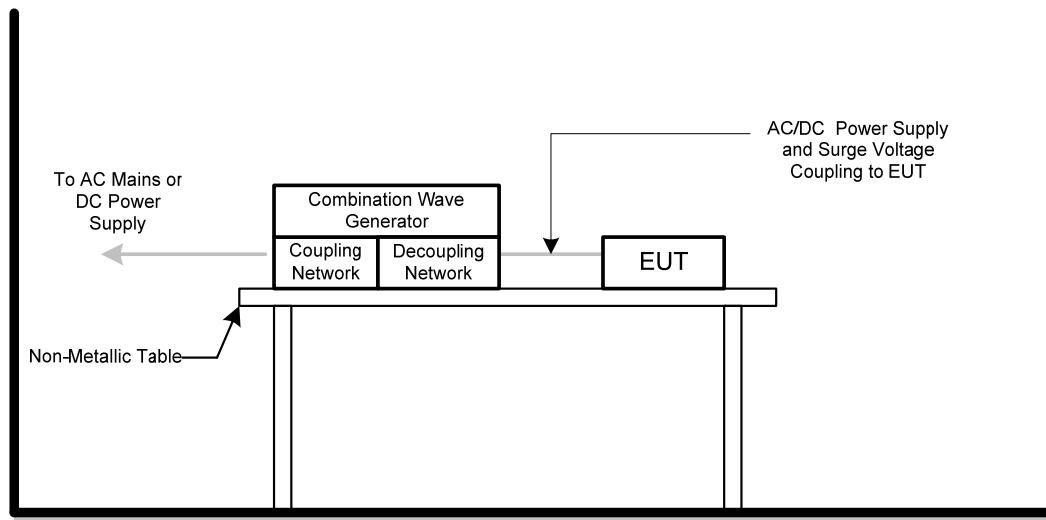 AC/DC Power Supply
and Surge Voltage
Coupling to EUT
To AC Mains or
DC Power
Supply
Combination Wave
Generator
Coupling
Network
Decoupling
Network
EUT
Non-Metallic Table